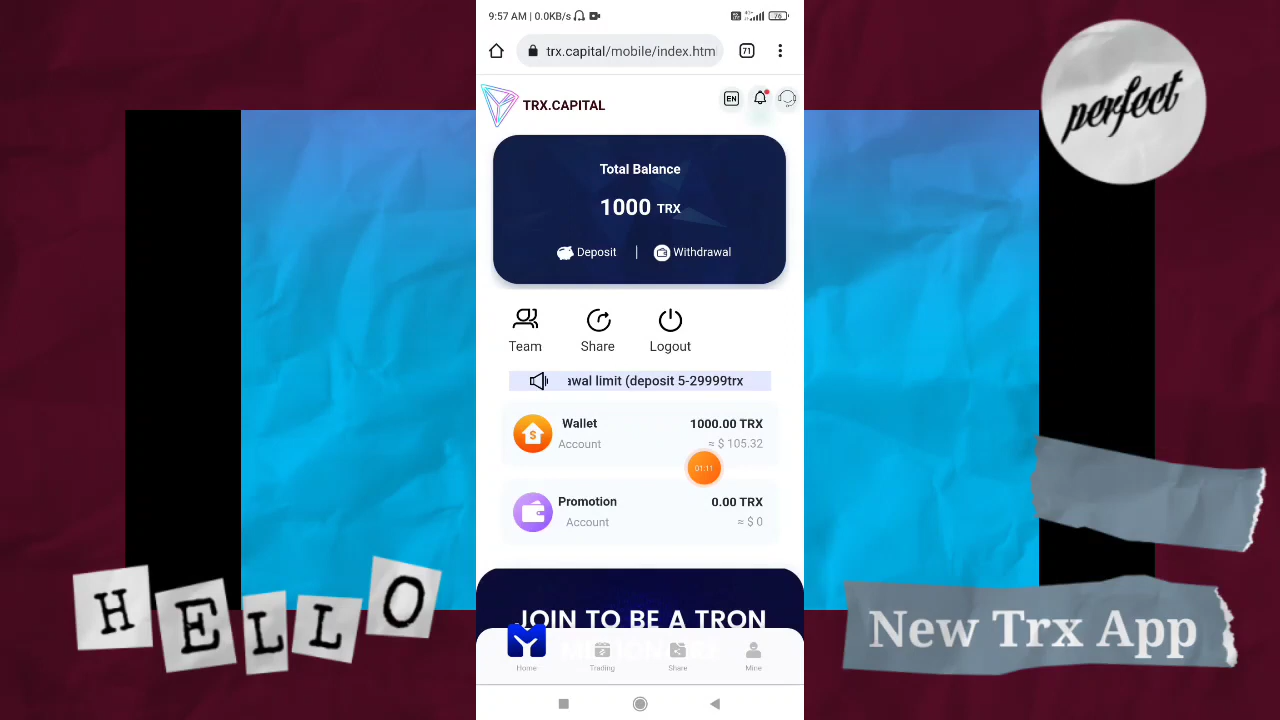 9:57 AM | 0.0KB/s
4G+
76
trx.capital/mobile/index.htm
71
perfect
TRX.CAPITAL
EN
Total Balance
1000 TRX
Deposit | Withdrawal
Team
Share
Logout
awal limit (deposit 5-29999trx
Wallet
1000.00 TRX
Account
≈ $ 105.32
01:11
Promotion
0.00 TRX
Account
≈ $ 0
JOIN TO BE A TRON
Home
Trading
Share
Mine
HELLO
New Trx App